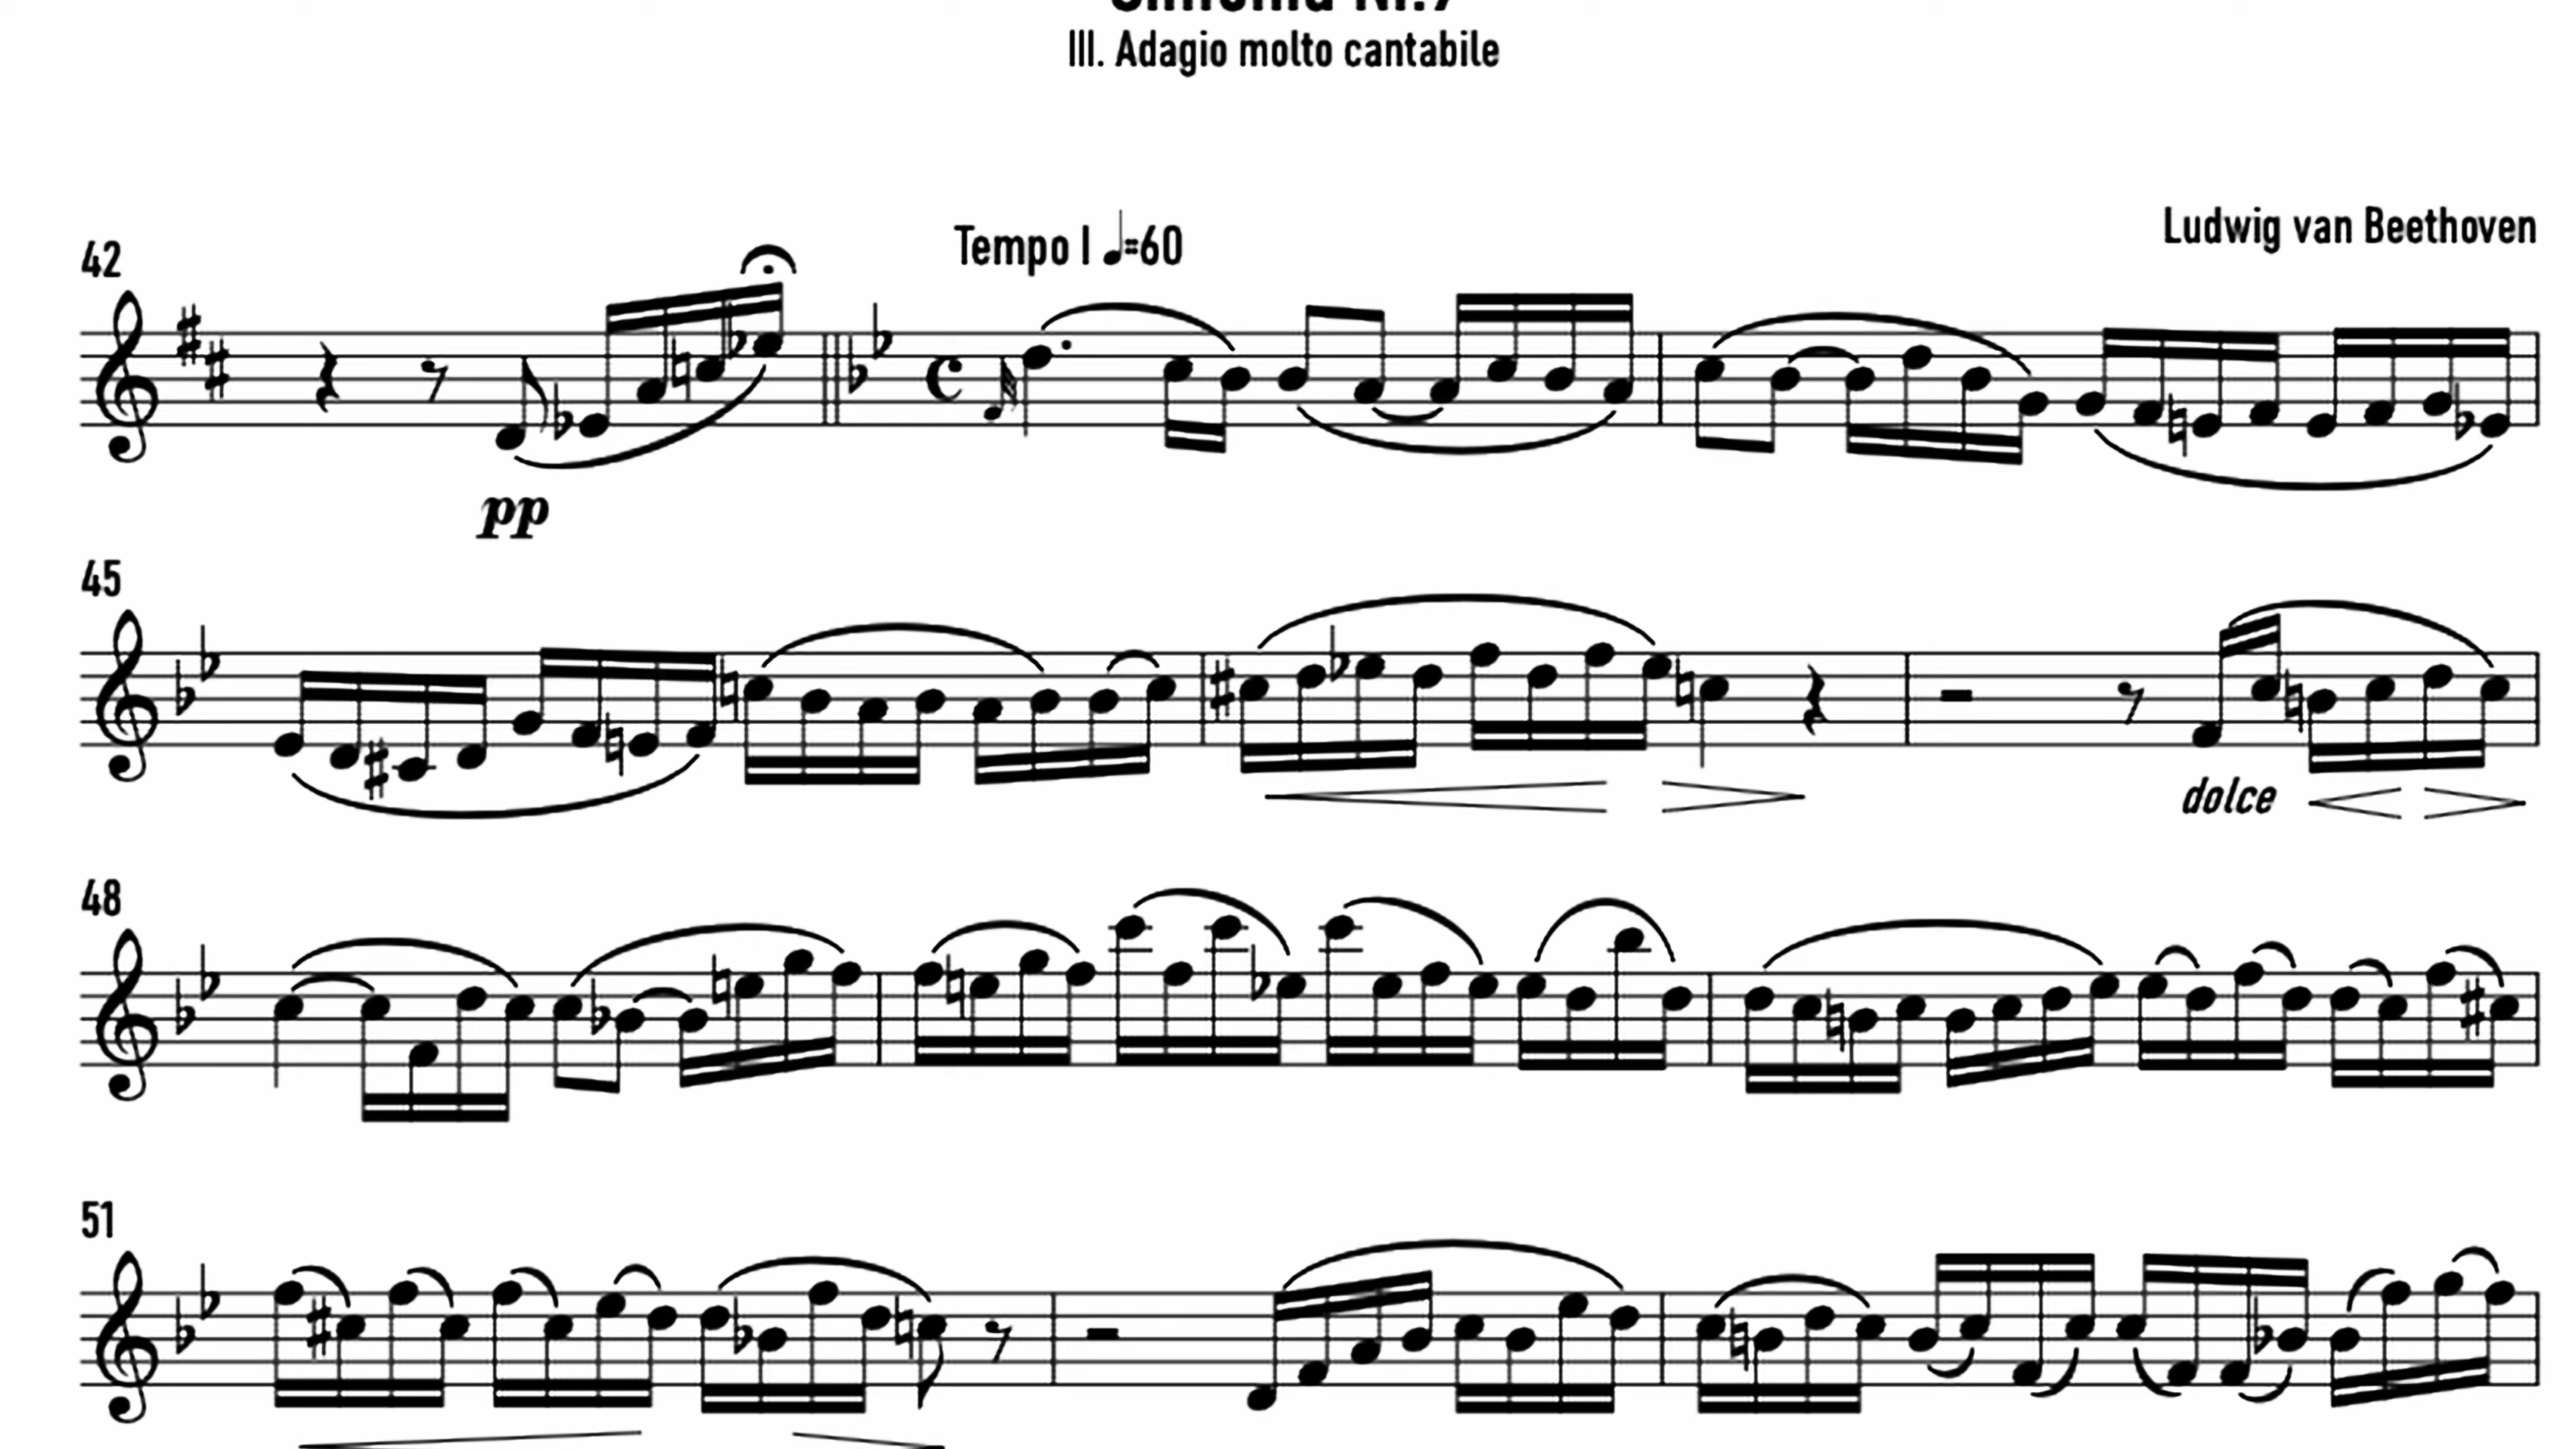 III. Adagio molto cantabile
Ludwig van Beethoven
42
Tempo I ♩=60
pp
45
dolce
48
51